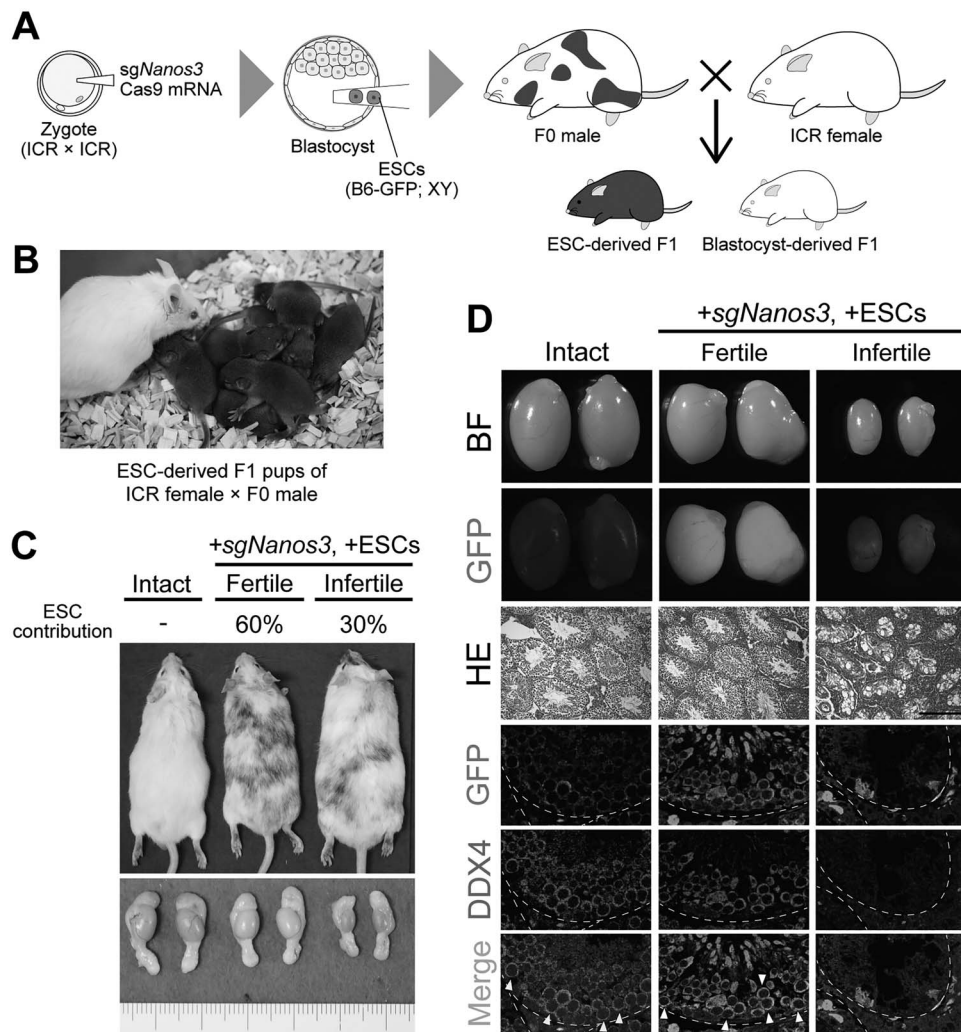 A
sgNanos3
Cas9 mRNA
Zygote
(ICR × ICR)
Blastocyst
ESCs
(B6-GFP; XY)
F0 male
ICR female
ESC-derived F1
Blastocyst-derived F1
B
ESC-derived F1 pups of
ICR female × F0 male
C
+sgNanos3, +ESCs
Intact
Fertile
Infertile
ESC
contribution
-
60%
30%
D
+sgNanos3, +ESCs
Intact
Fertile
Infertile
BF
GFP
HE
GFP
DDX4
Merge